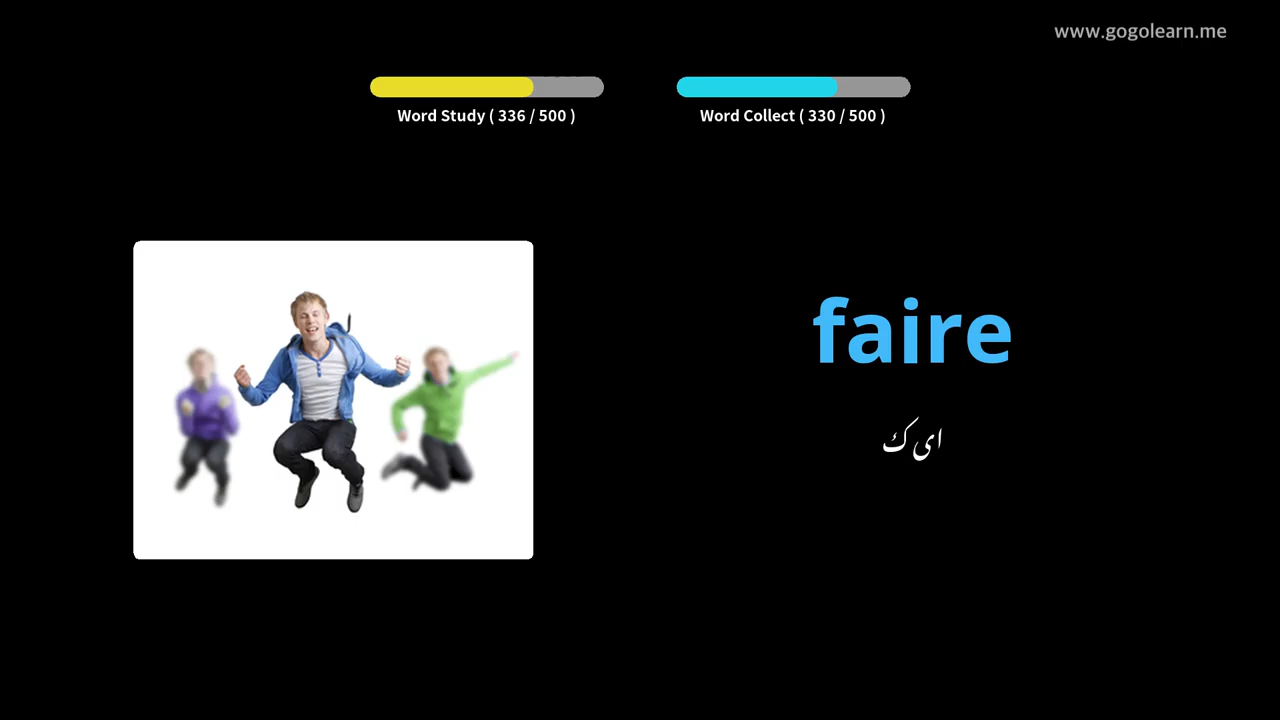 www.gogolearn.me
Word Study ( 336 / 500 )
Word Collect ( 330 / 500 )
faire
ای ک